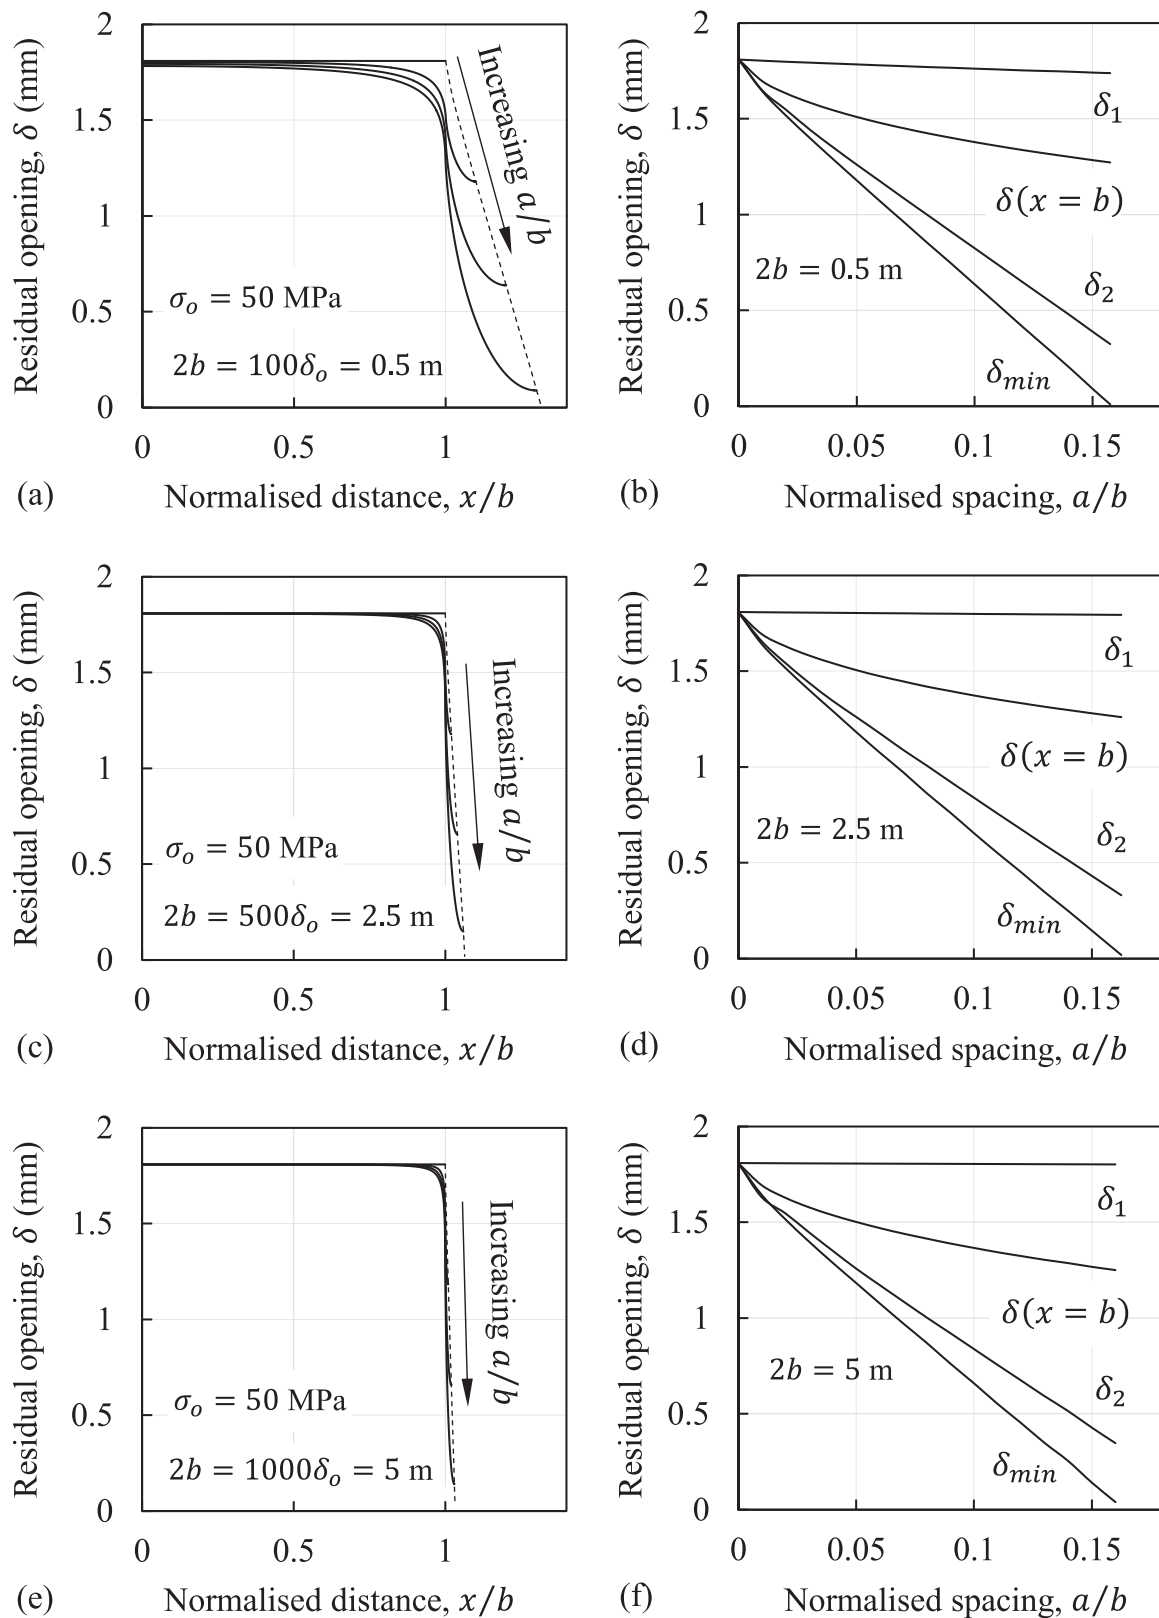 2
1.5
1
0.5
0
Residual opening, δ (mm)
Increasing a/b
σₒ = 50 MPa
2b = 100δₒ = 0.5 m
0 0.5 1
(a) Normalised distance, x/b
2
1.5
1
0.5
0
Residual opening, δ (mm)
δ₁
δ(x = b)
2b = 0.5 m
δ₂
δₘᵢₙ
0 0.05 0.1 0.15
(b) Normalised spacing, a/b
2
1.5
1
0.5
0
Residual opening, δ (mm)
Increasing a/b
σₒ = 50 MPa
2b = 500δₒ = 2.5 m
0 0.5 1
(c) Normalised distance, x/b
2
1.5
1
0.5
0
Residual opening, δ (mm)
δ₁
δ(x = b)
2b = 2.5 m
δ₂
δₘᵢₙ
0 0.05 0.1 0.15
(d) Normalised spacing, a/b
2
1.5
1
0.5
0
Residual opening, δ (mm)
Increasing a/b
σₒ = 50 MPa
2b = 1000δₒ = 5 m
0 0.5 1
(e) Normalised distance, x/b
2
1.5
1
0.5
0
Residual opening, δ (mm)
δ₁
δ(x = b)
2b = 5 m
δ₂
δₘᵢₙ
0 0.05 0.1 0.15
(f) Normalised spacing, a/b